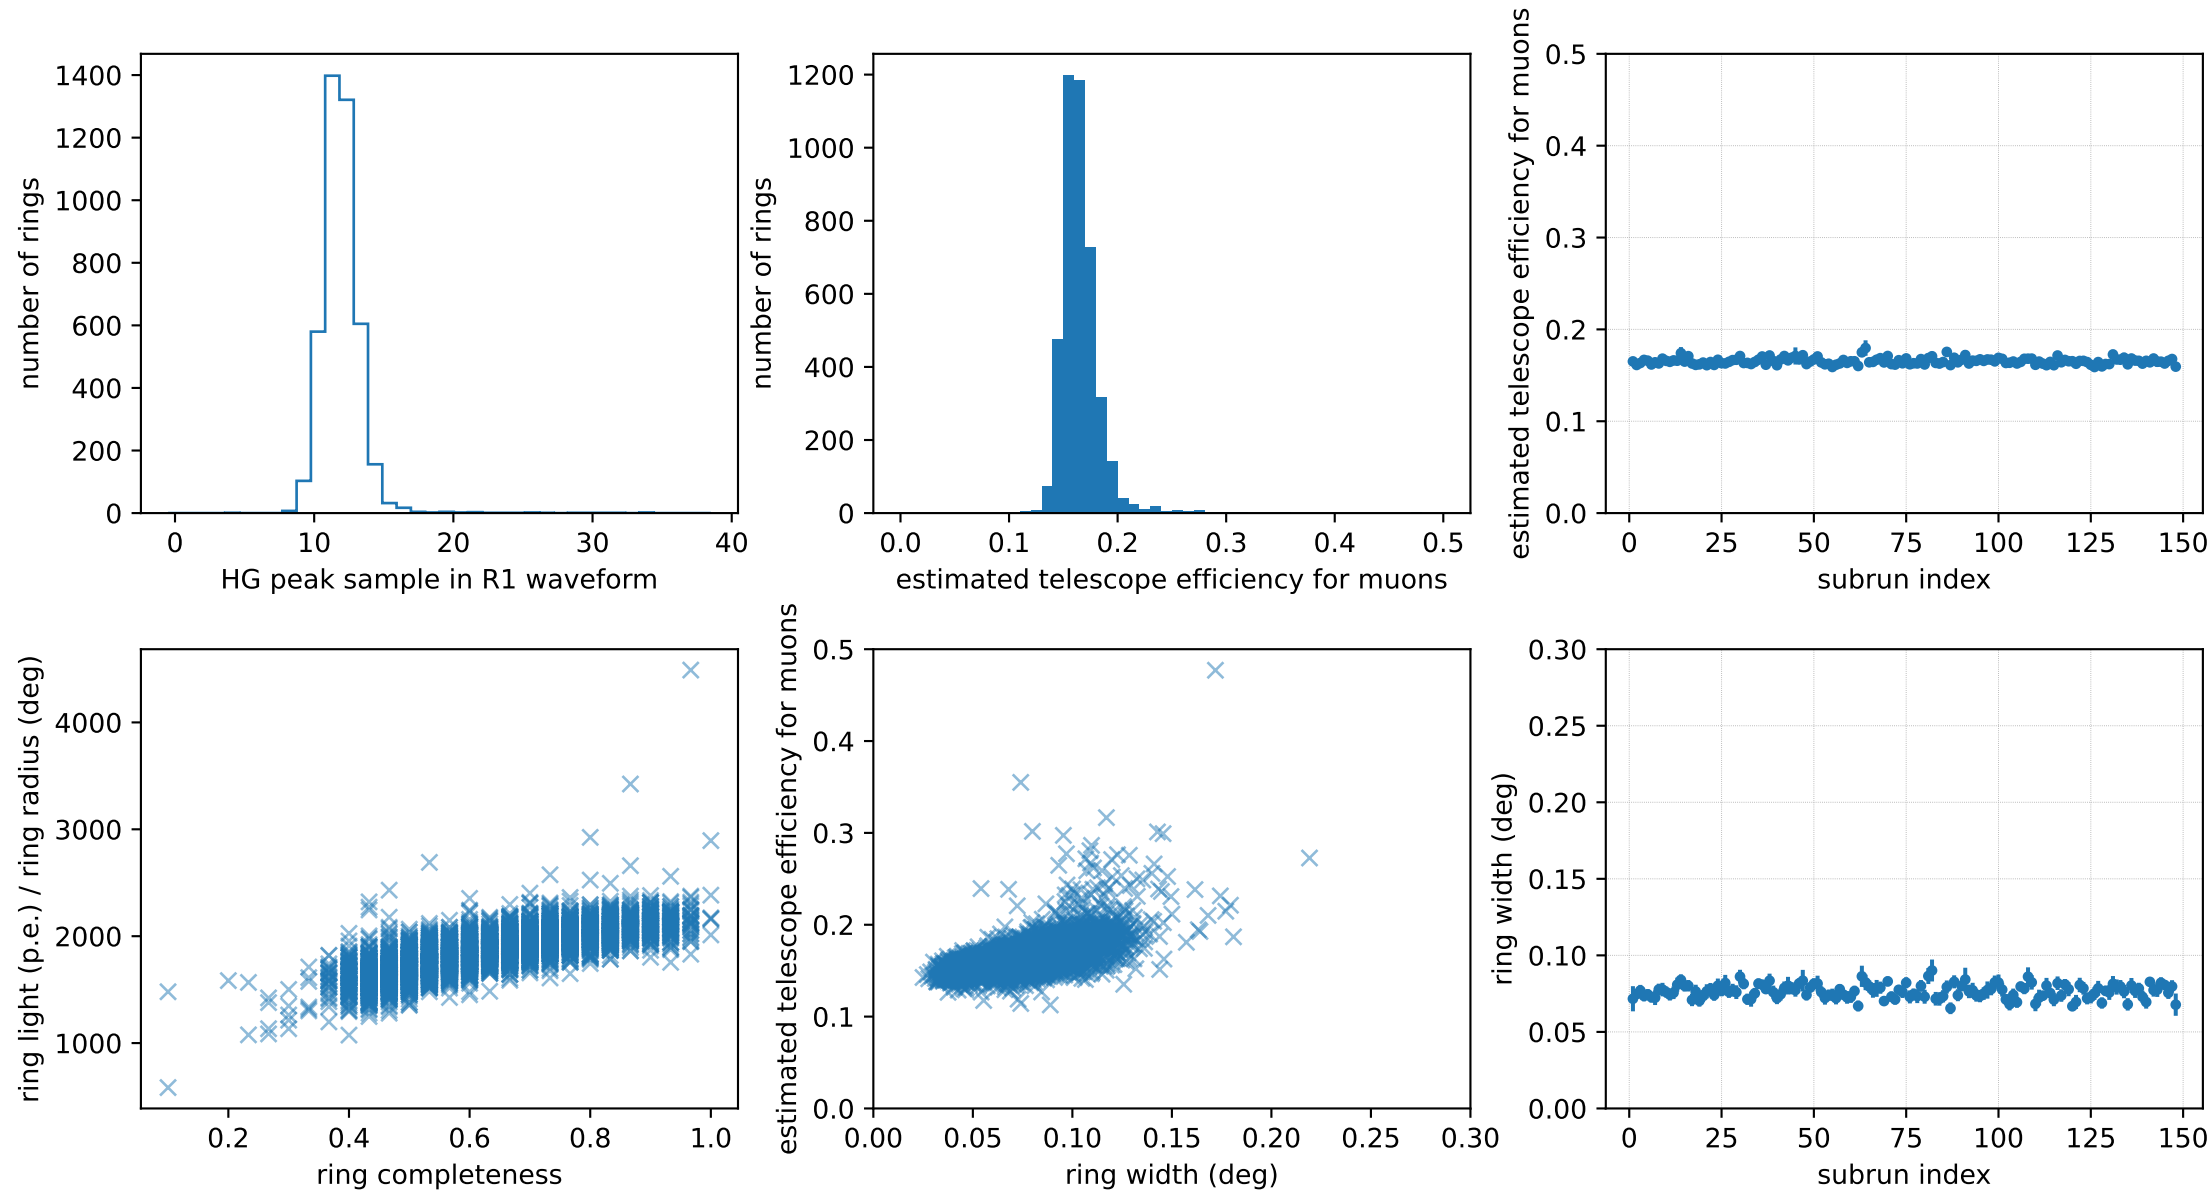 1400
1200
1000
800
600
400
200
0
number of rings
0 10 20 30 40
HG peak sample in R1 waveform
1200
1000
800
600
400
200
0
number of rings
0.0 0.1 0.2 0.3 0.4 0.5
estimated telescope efficiency for muons
0.5
0.4
0.3
0.2
0.1
0.0
estimated telescope efficiency for muons
0 25 50 75 100 125 150
subrun index
4000
3000
2000
1000
ring light (p.e.) / ring radius (deg)
0.2 0.4 0.6 0.8 1.0
ring completeness
0.5
0.4
0.3
0.2
0.1
0.0
estimated telescope efficiency for muons
0.00 0.05 0.10 0.15 0.20 0.25 0.30
ring width (deg)
0.30
0.25
0.20
0.15
0.10
0.05
0.00
ring width (deg)
0 25 50 75 100 125 150
subrun index